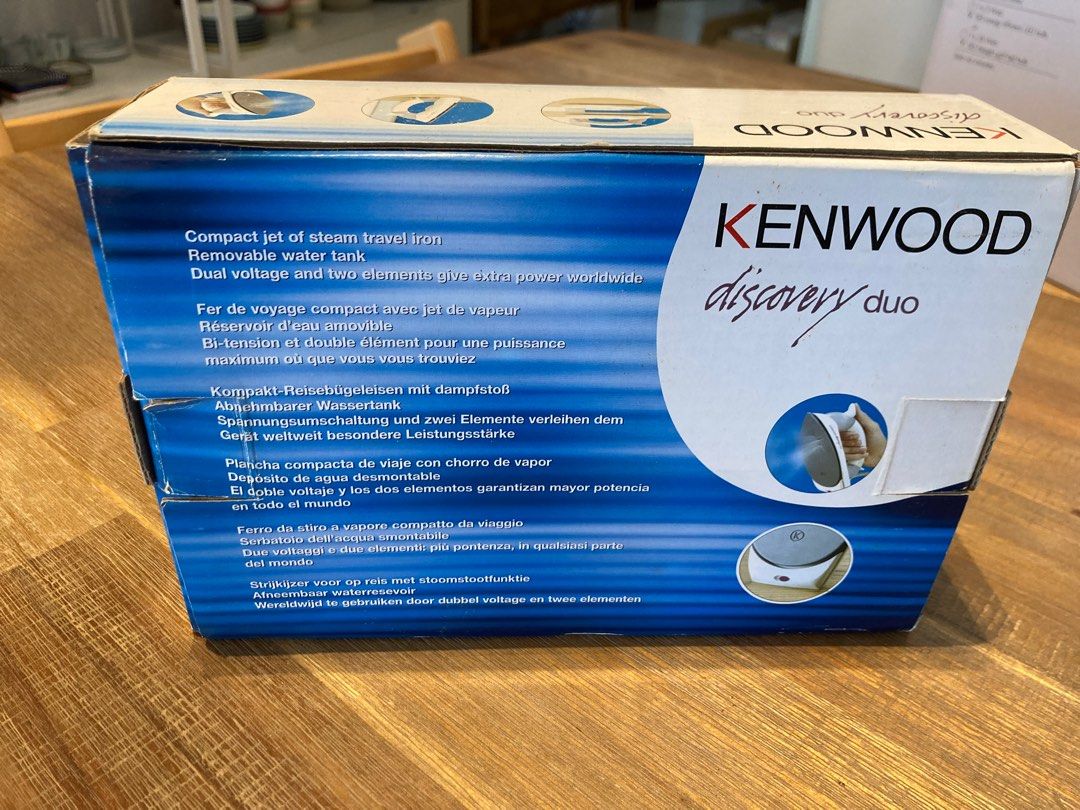 KENWOOD
discovery duo
Compact jet of steam travel iron
Removable water tank
Dual voltage and two elements give extra power worldwide
Fer de voyage compact avec jet de vapeur
Réservoir d'eau amovible
Bi-tension et double élément pour une puissance
maximum où que vous vous trouviez
Kompakt-Reisebügeleisen mit dampfstoß
Abnehmbarer Wassertank
Spannungsumschaltung und zwei Elemente verleihen dem
Gerät weltweit besondere Leistungsstärke
Plancha compacta de viaje con chorro de vapor
Depósito de agua desmontable
El doble voltaje y los dos elementos garantizan mayor potencia
en todo el mundo
Ferro da stiro a vapore compatto da viaggio
Serbatoio dell'acqua smontabile
Due voltaggi e due elementi: più pontenza, in qualsiasi parte
del mondo
Strijkijzer voor op reis met stoomstootfunktie
Afneembaar waterresevoir
Wereldwijd te gebruiken door dubbel voltage en twee elementen
KENWOOD
discovery duo
K